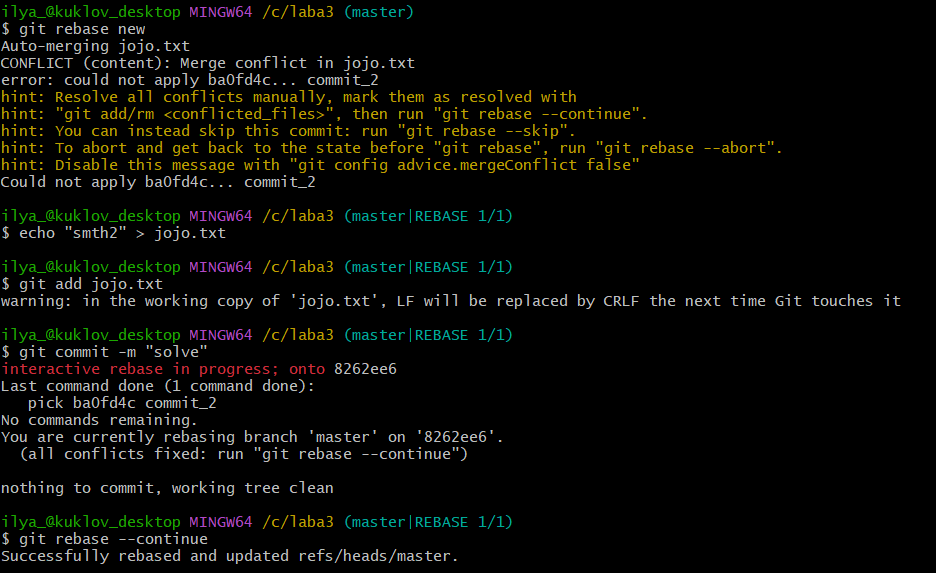 ilya_@kuklov_desktop MINGW64 /c/laba3 (master)
$ git rebase new
Auto-merging jojo.txt
CONFLICT (content): Merge conflict in jojo.txt
error: could not apply ba0fd4c... commit_2
hint: Resolve all conflicts manually, mark them as resolved with
hint: "git add/rm <conflicted_files>", then run "git rebase --continue".
hint: You can instead skip this commit: run "git rebase --skip".
hint: To abort and get back to the state before "git rebase", run "git rebase --abort".
hint: Disable this message with "git config advice.mergeConflict false"
Could not apply ba0fd4c... commit_2
ilya_@kuklov_desktop MINGW64 /c/laba3 (master|REBASE 1/1)
$ echo "smth2" > jojo.txt
ilya_@kuklov_desktop MINGW64 /c/laba3 (master|REBASE 1/1)
$ git add jojo.txt
warning: in the working copy of 'jojo.txt', LF will be replaced by CRLF the next time Git touches it
ilya_@kuklov_desktop MINGW64 /c/laba3 (master|REBASE 1/1)
$ git commit -m "solve"
interactive rebase in progress; onto 8262ee6
Last command done (1 command done):
   pick ba0fd4c commit_2
No commands remaining.
You are currently rebasing branch 'master' on '8262ee6'.
  (all conflicts fixed: run "git rebase --continue")
nothing to commit, working tree clean
ilya_@kuklov_desktop MINGW64 /c/laba3 (master|REBASE 1/1)
$ git rebase --continue
Successfully rebased and updated refs/heads/master.